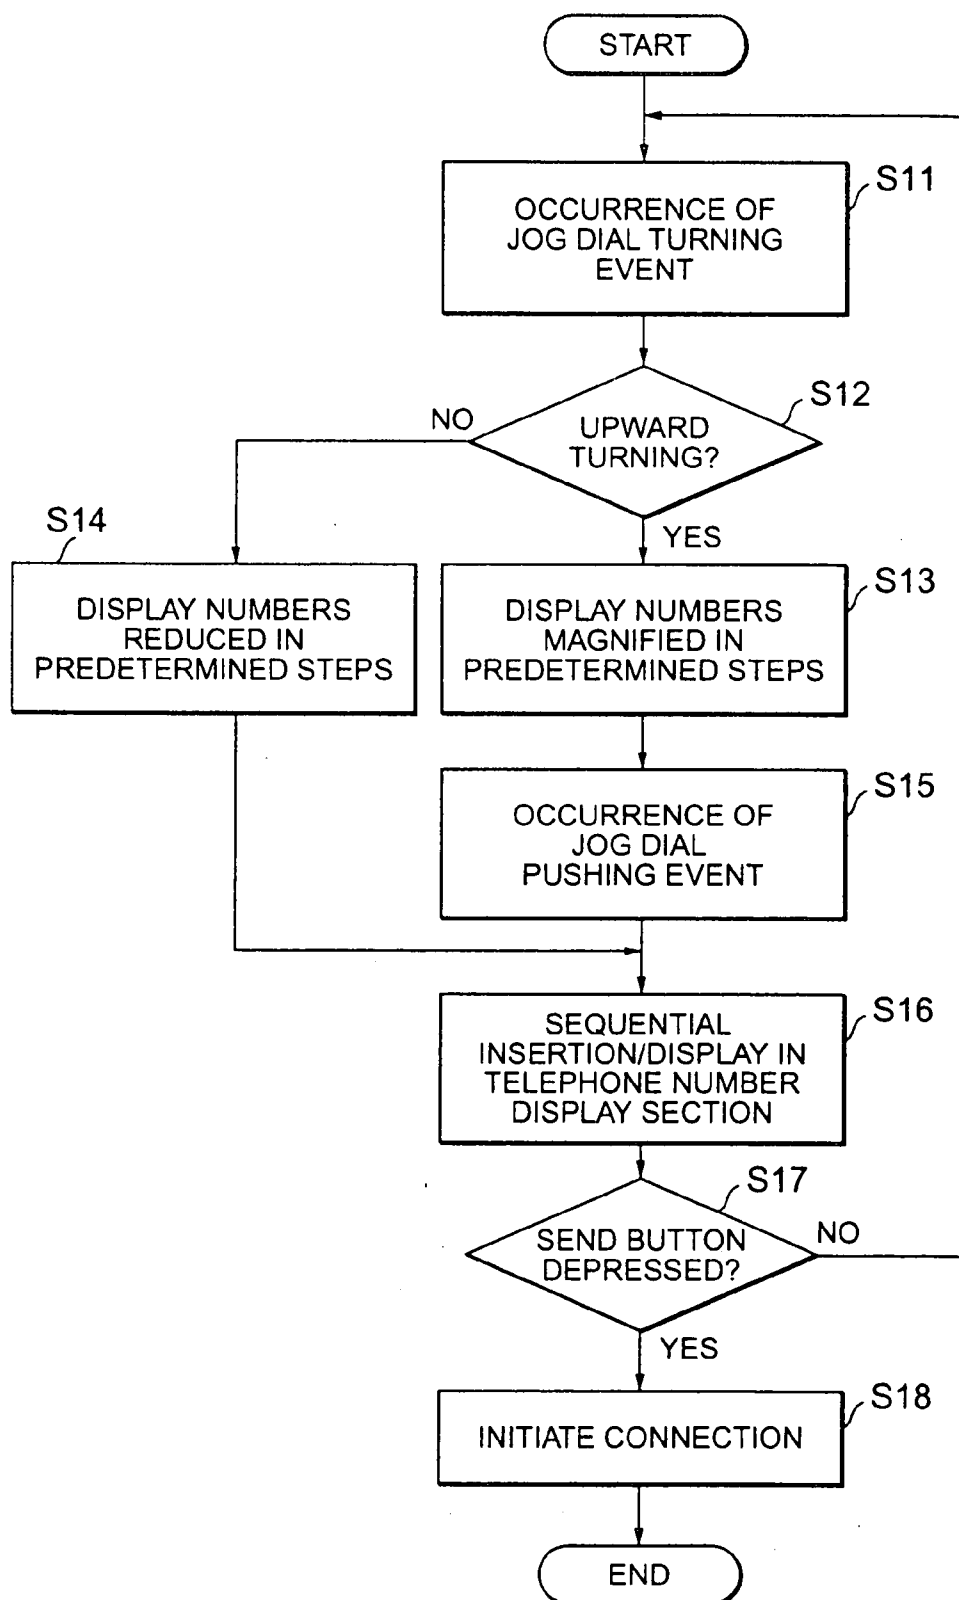 START
S11
OCCURRENCE OF
JOG DIAL TURNING
EVENT
S12
NO
UPWARD
TURNING?
YES
S14
DISPLAY NUMBERS
REDUCED IN
PREDETERMINED STEPS
S13
DISPLAY NUMBERS
MAGNIFIED IN
PREDETERMINED STEPS
S15
OCCURRENCE OF
JOG DIAL
PUSHING EVENT
S16
SEQUENTIAL
INSERTION/DISPLAY IN
TELEPHONE NUMBER
DISPLAY SECTION
S17
SEND BUTTON
DEPRESSED?
NO
YES
S18
INITIATE CONNECTION
END